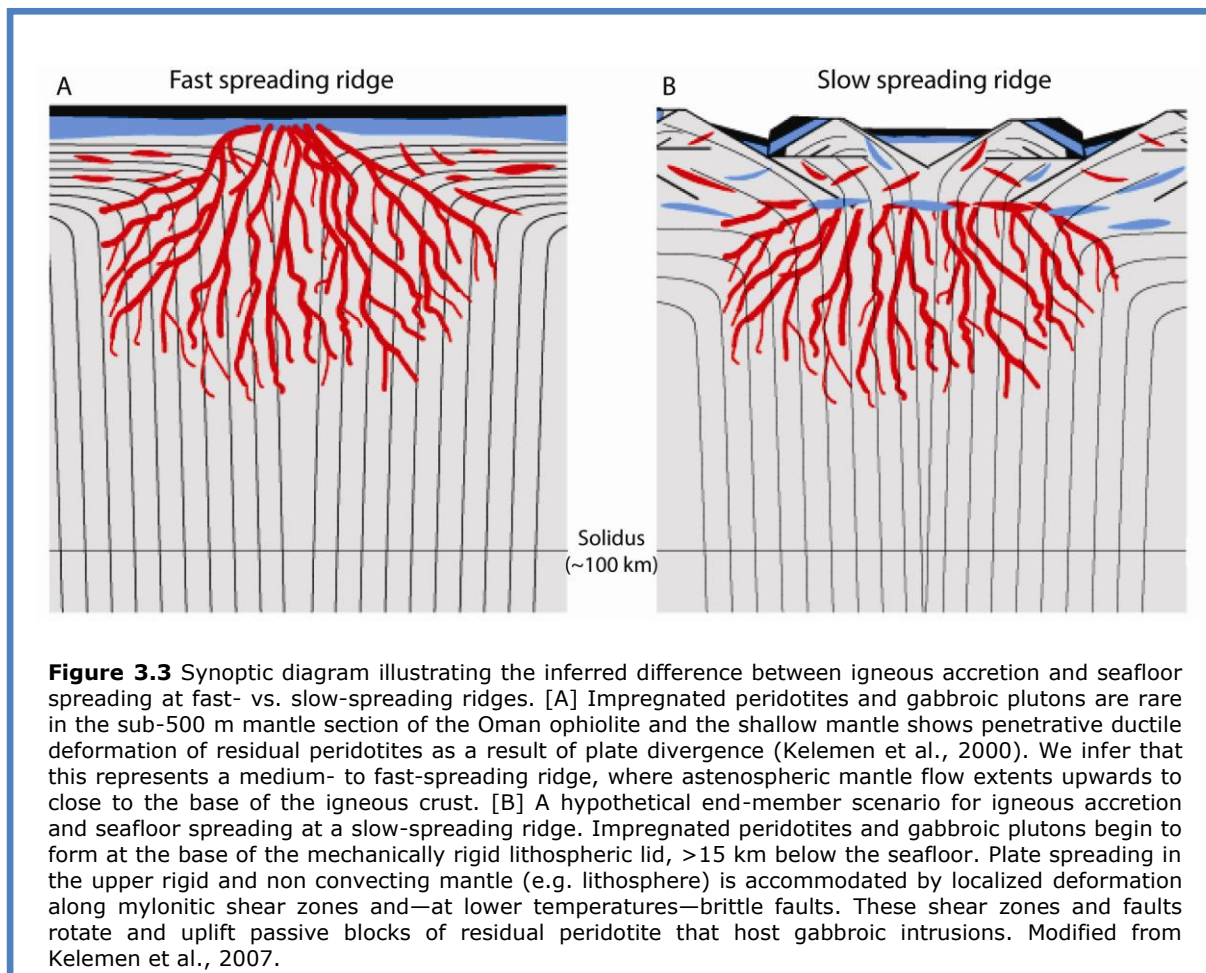 A
Fast spreading ridge
B
Slow spreading ridge
Solidus
(~100 km)
Figure 3.3 Synoptic diagram illustrating the inferred difference between igneous accretion and seafloor
spreading at fast- vs. slow-spreading ridges. [A] Impregnated peridotites and gabbroic plutons are rare
in the sub-500 m mantle section of the Oman ophiolite and the shallow mantle shows penetrative ductile
deformation of residual peridotites as a result of plate divergence (Kelemen et al., 2000). We infer that
this represents a medium- to fast-spreading ridge, where astenospheric mantle flow extents upwards to
close to the base of the igneous crust. [B] A hypothetical end-member scenario for igneous accretion
and seafloor spreading at a slow-spreading ridge. Impregnated peridotites and gabbroic plutons begin to
form at the base of the mechanically rigid lithospheric lid, >15 km below the seafloor. Plate spreading in
the upper rigid and non convecting mantle (e.g. lithosphere) is accommodated by localized deformation
along mylonitic shear zones and—at lower temperatures—brittle faults. These shear zones and faults
rotate and uplift passive blocks of residual peridotite that host gabbroic intrusions. Modified from
Kelemen et al., 2007.